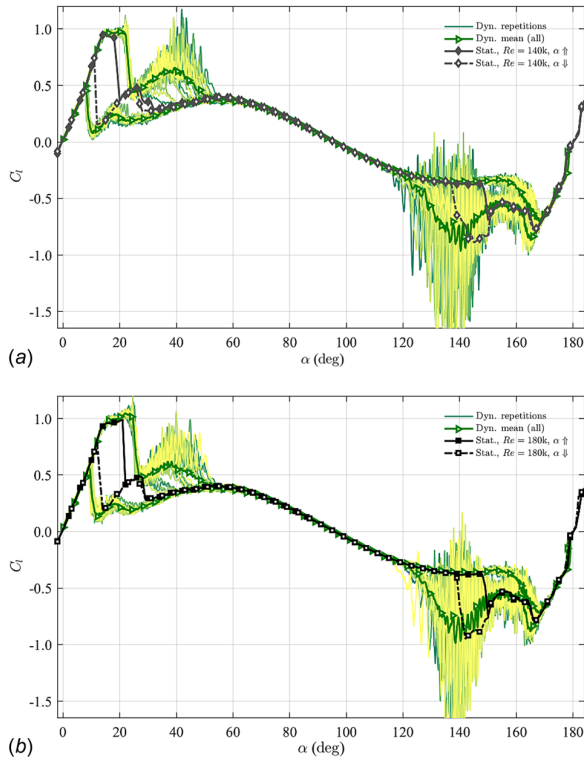 Dyn. repetitions
Dyn. mean (all)
Stat., Re = 140k, α ⇑
Stat., Re = 140k, α ⇓
1.0
0.5
0.0
-0.5
-1.0
-1.5
Cl
0 20 40 60 80 100 120 140 160 180
α (deg)
(a)
Dyn. repetitions
Dyn. mean (all)
Stat., Re = 180k, α ⇑
Stat., Re = 180k, α ⇓
1.0
0.5
0.0
-0.5
-1.0
-1.5
Cl
0 20 40 60 80 100 120 140 160 180
α (deg)
(b)